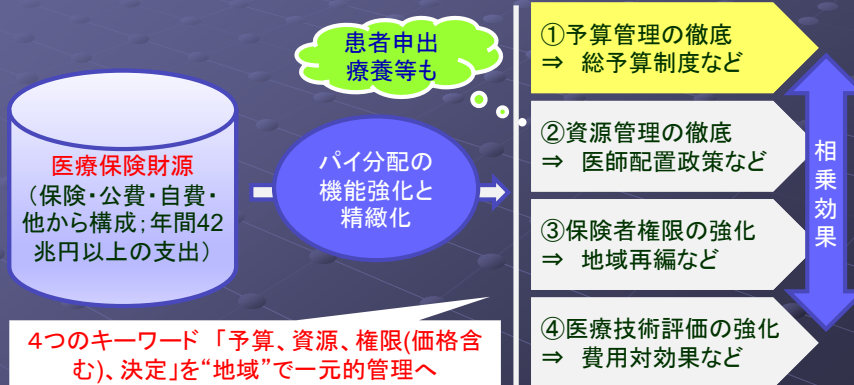 患者申出
療養等も
医療保険財源
（保険・公費・自費・
他から構成；年間42
兆円以上の支出）
パイ分配の
機能強化と
精緻化
①予算管理の徹底
⇒ 総予算制度など
②資源管理の徹底
⇒ 医師配置政策など
③保険者権限の強化
⇒ 地域再編など
④医療技術評価の強化
⇒ 費用対効果など
相
乗
効
果
４つのキーワード 「予算、資源、権限(価格含
む)、決定」を“地域”で一元的管理へ